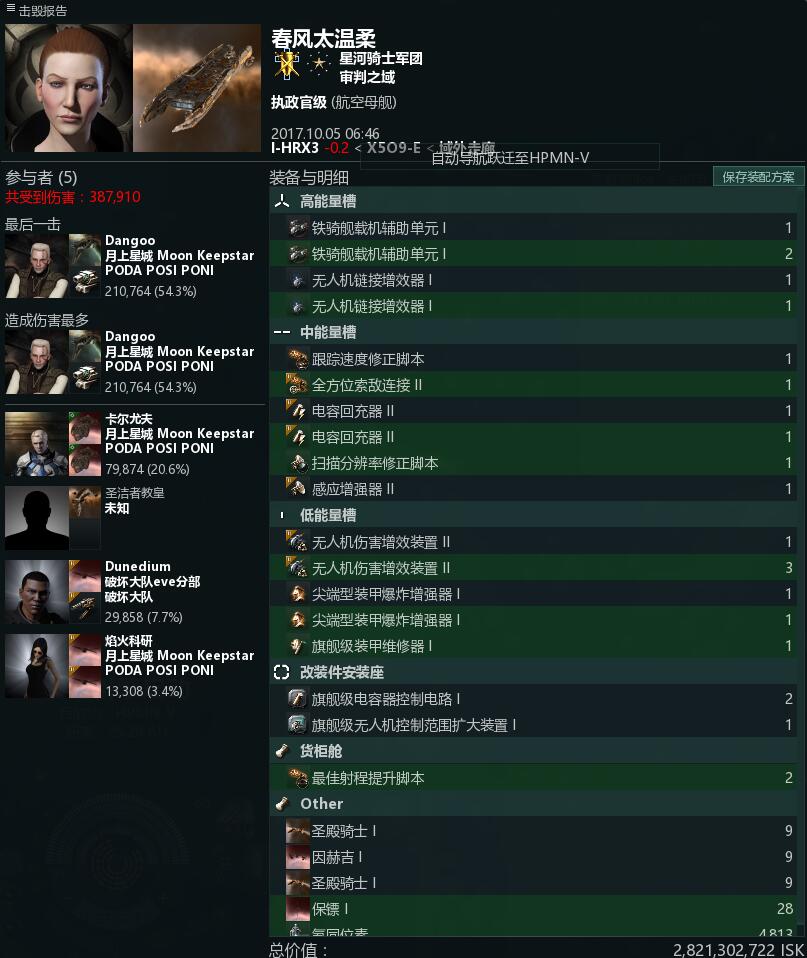 击毁报告
春风太温柔
星河骑士军团
审判之域
执政官级 (航空母舰)
2017.10.05 06:46
I-HRX3 -0.2 < X5O9-E < 域外走廊
自动导航跃迁至HPMN-V
参与者 (5)
共受到伤害：387,910
最后一击
Dangoo
月上星城 Moon Keepstar
PODA POSI PONI
210,764 (54.3%)
造成伤害最多
Dangoo
月上星城 Moon Keepstar
PODA POSI PONI
210,764 (54.3%)
卡尔尤夫
月上星城 Moon Keepstar
PODA POSI PONI
79,874 (20.6%)
圣洁者教皇
未知
Dunedium
破坏大队eve分部
破坏大队
29,858 (7.7%)
焰火科研
月上星城 Moon Keepstar
PODA POSI PONI
13,308 (3.4%)
装备与明细
保存装配方案
高能量槽
铁骑舰载机辅助单元 I 1
铁骑舰载机辅助单元 I 2
无人机链接增效器 I 1
无人机链接增效器 I 1
中能量槽
跟踪速度修正脚本 1
全方位索敌连接 II 1
电容回充器 II 1
电容回充器 II 1
扫描分辨率修正脚本 1
感应增强器 II 1
低能量槽
无人机伤害增效装置 II 1
无人机伤害增效装置 II 3
尖端型装甲爆炸增强器 I 1
尖端型装甲爆炸增强器 I 1
旗舰级装甲维修器 I 1
改装件安装座
旗舰级电容器控制电路 I 2
旗舰级无人机控制范围扩大装置 I 1
货柜舱
最佳射程提升脚本 2
Other
圣殿骑士 I 9
因赫吉 I 9
圣殿骑士 I 9
保镖 I 28
氦同位素 4,813
总价值： 2,821,302,722 ISK